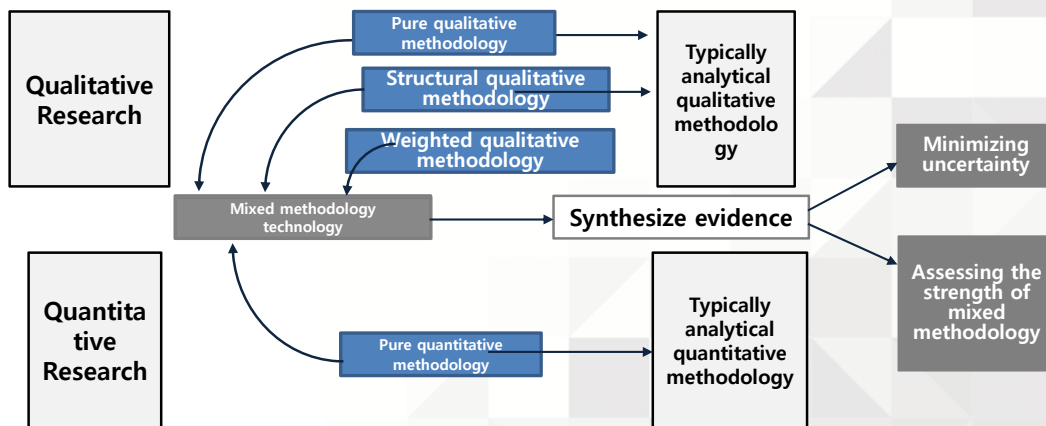 Pure qualitative
methodology
Qualitative
Research
Structural qualitative
methodology
Weighted qualitative
methodology
Typically
analytical
qualitative
methodolo
gy
Minimizing
uncertainty
Mixed methodology
technology
Synthesize evidence
Quantita
tive
Research
Pure quantitative
methodology
Typically
analytical
quantitative
methodology
Assessing the
strength of
mixed
methodology